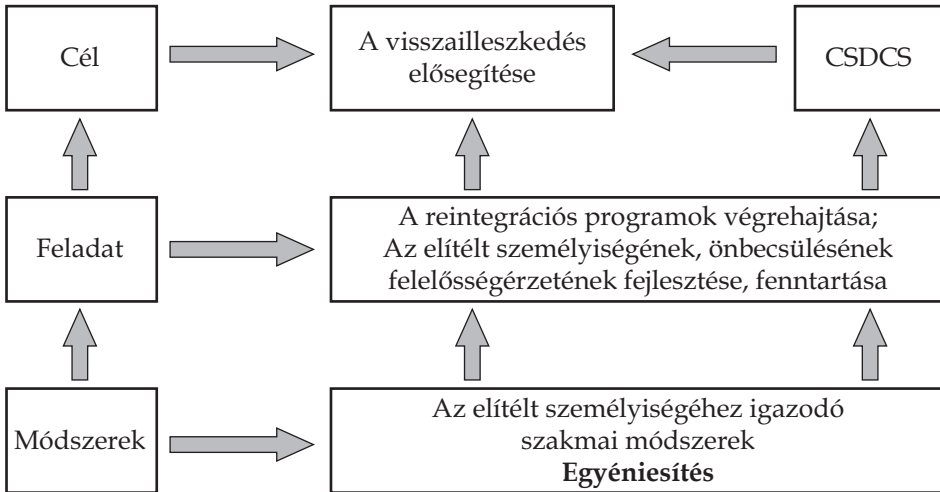 Cél
A visszailleszkedés
elősegítése
CSDCS
Feladat
A reintegrációs programok végrehajtása;
Az elítélt személyiségének, önbecsülésének
felelősségérzetének fejlesztése, fenntartása
Módszerek
Az elítélt személyiségéhez igazodó
szakmai módszerek
Egyéniesítés